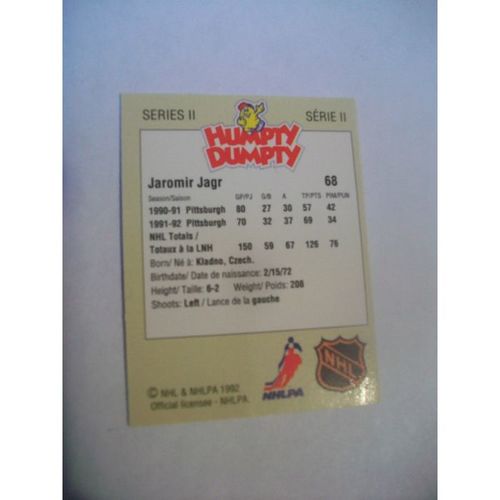 SERIES II
SÉRIE II
HUMPTY
DUMPTY
Jaromir Jagr 68
Season/Saison GP/PJ G/B A TP/PTS PIM/PUN
1990-91 Pittsburgh 80 27 30 57 42
1991-92 Pittsburgh 70 32 37 69 34
NHL Totals /
Totaux à la LNH 150 59 67 126 76
Born/ Né à: Kladno, Czech.
Birthdate/ Date de naissance: 2/15/72
Height/ Taille: 6-2 Weight/ Poids: 208
Shoots: Left / Lance de la gauche
© NHL & NHLPA 1992
Official licensee - NHLPA.
NHLPA
NHL